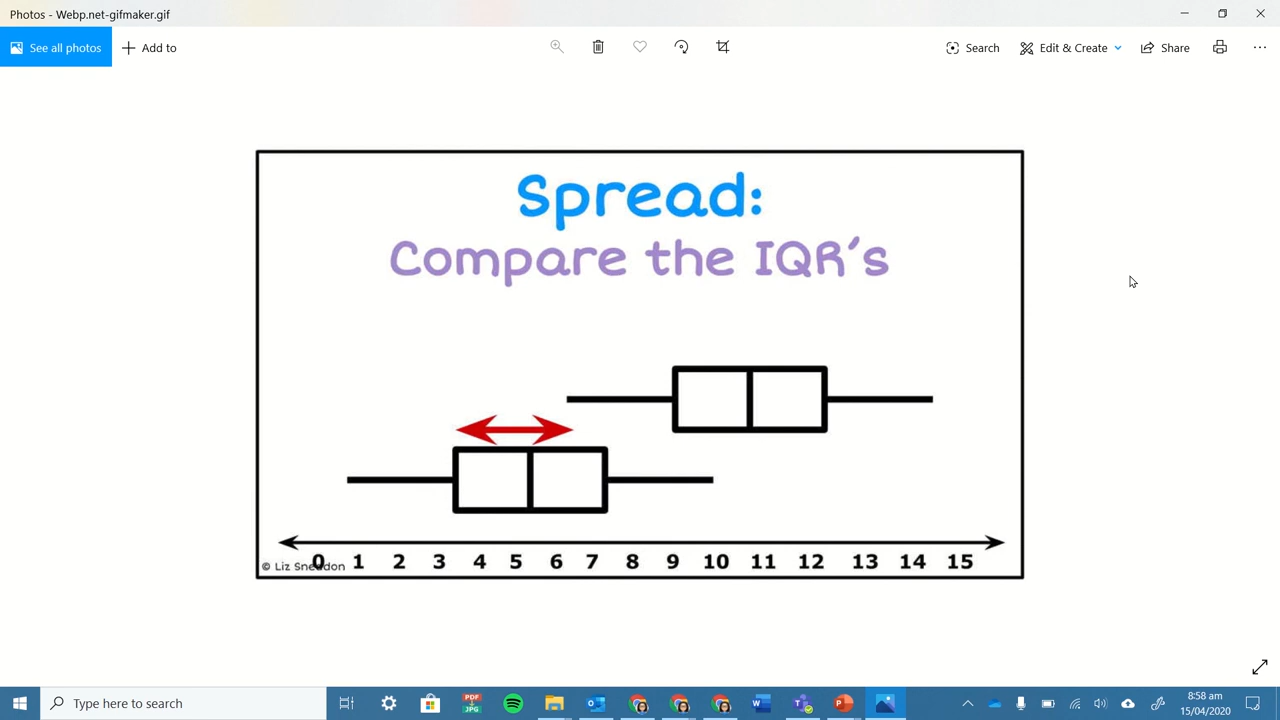 Photos - Webp.net-gifmaker.gif
See all photos
Add to
Search
Edit & Create
Share
Spread:
Compare the IQR's
0 1 2 3 4 5 6 7 8 9 10 11 12 13 14 15
© Liz Sneddon
Type here to search
PDF
JPG
8:58 am
15/04/2020